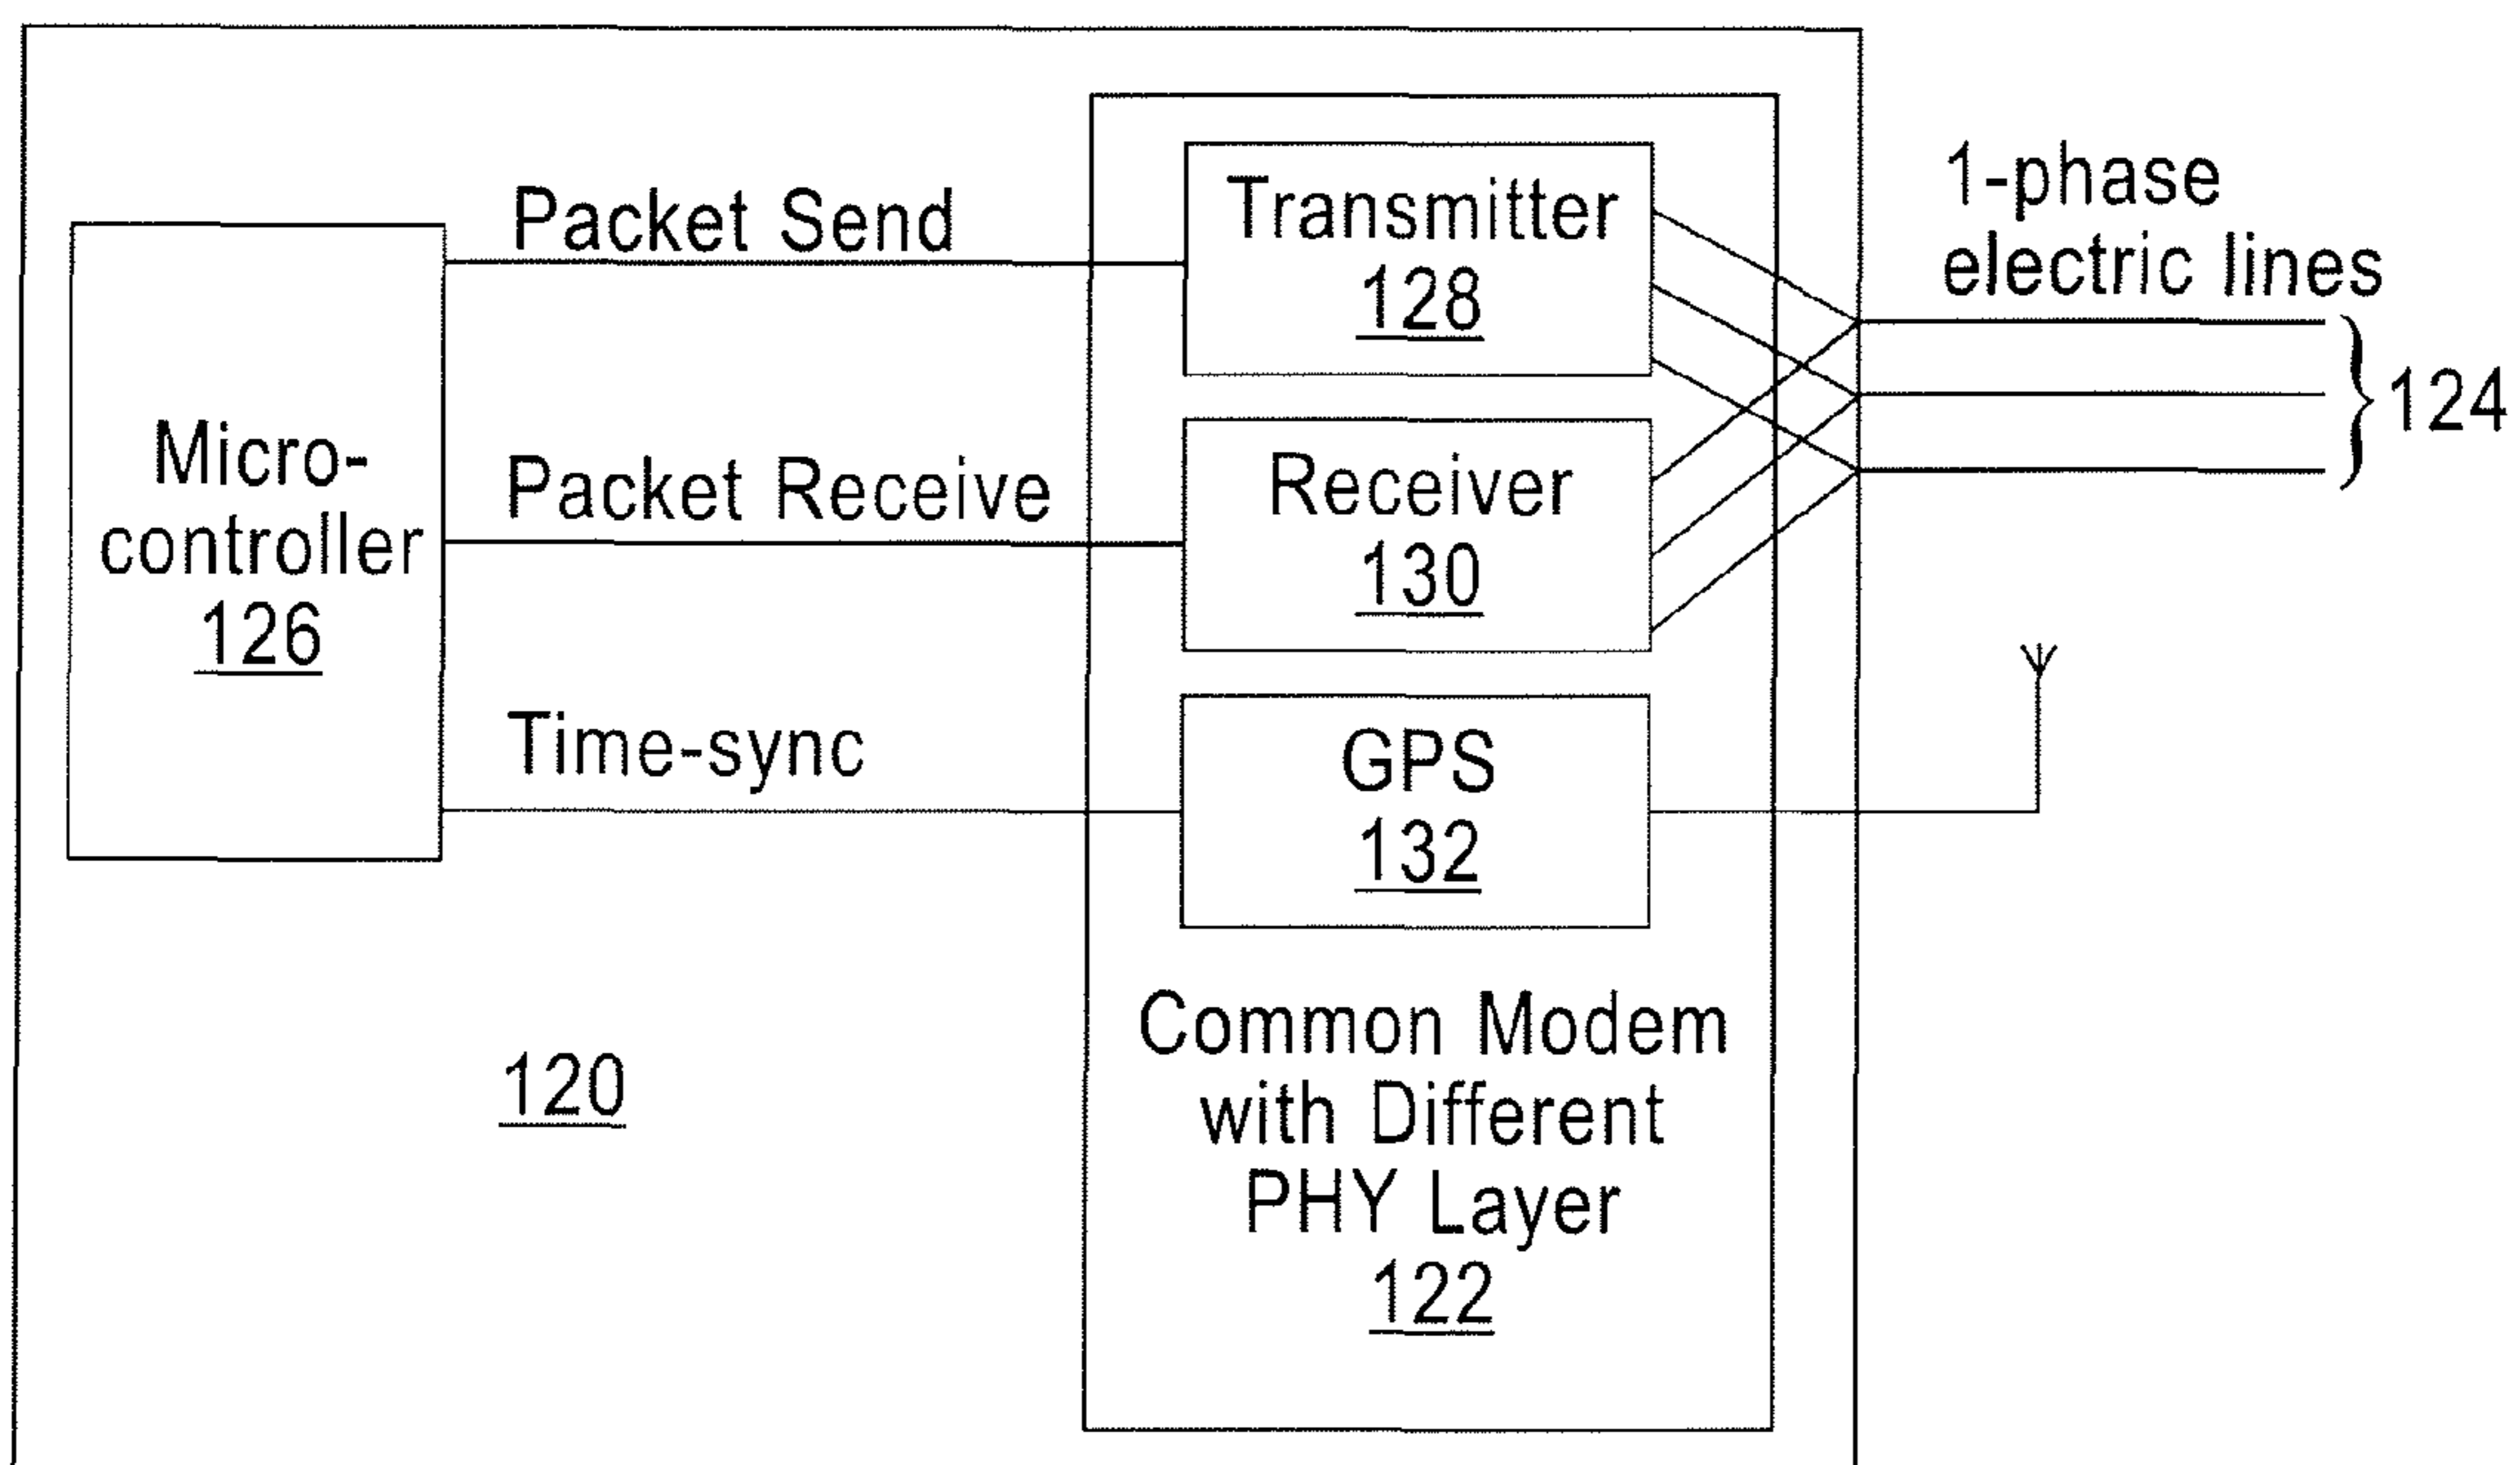 Packet Send
Transmitter
128
1-phase
electric lines
124
Micro-
controller
126
Packet Receive
Receiver
130
Time-sync
GPS
132
Common Modem
with Different
PHY Layer
122
120